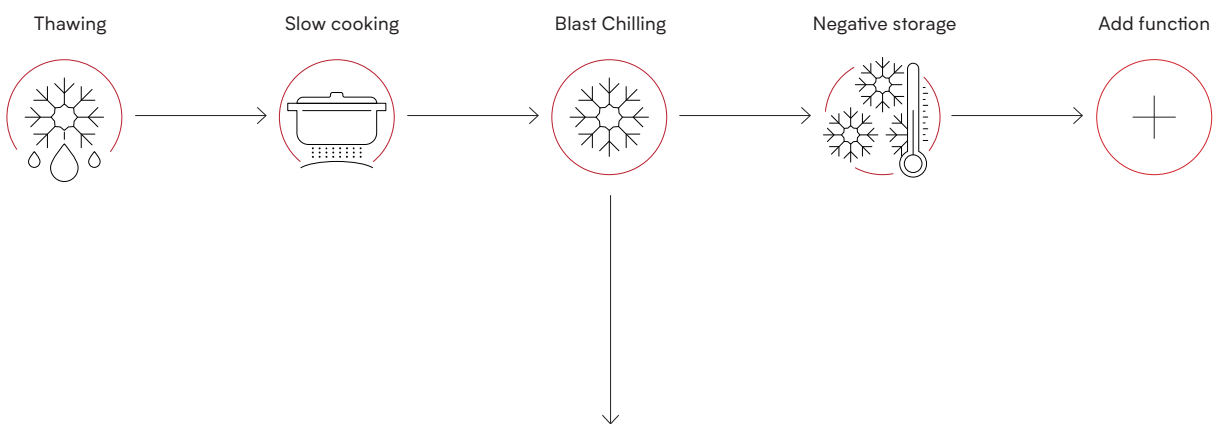 Thawing
Slow cooking
Blast Chilling
Negative storage
Add function